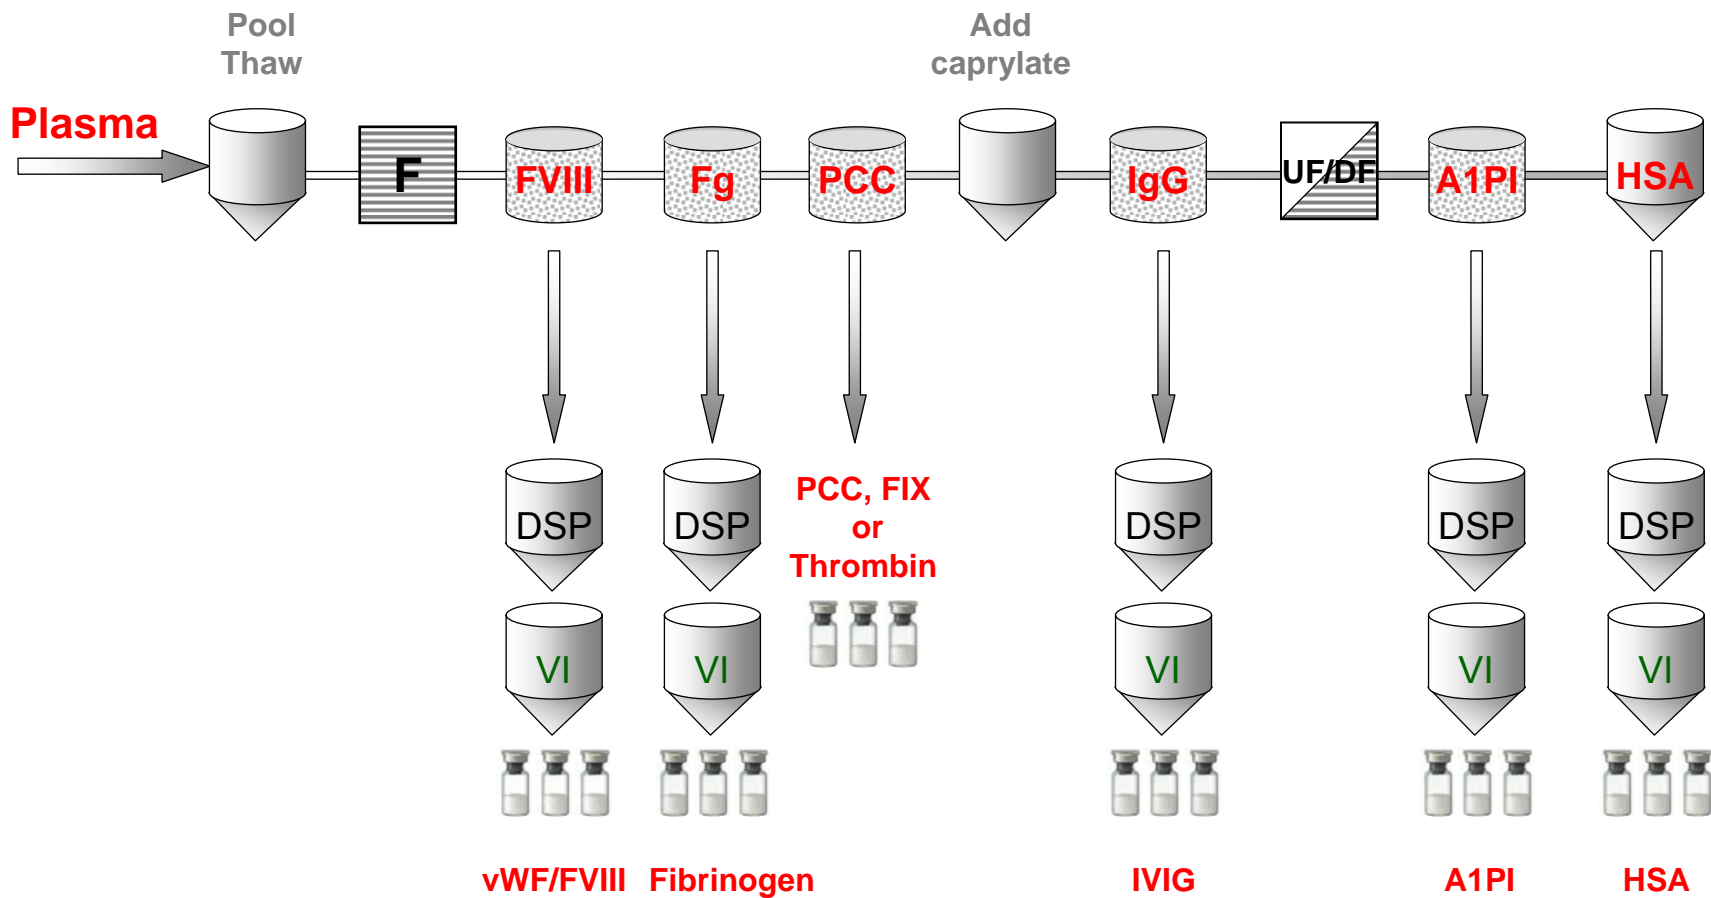 Pool
Thaw
Add
caprylate
Plasma
F
FVIII
Fg
PCC
IgG
UF/DF
A1PI
HSA
PCC, FIX
or
Thrombin
DSP
DSP
DSP
DSP
DSP
VI
VI
VI
VI
VI
vWF/FVIII
Fibrinogen
IVIG
A1PI
HSA